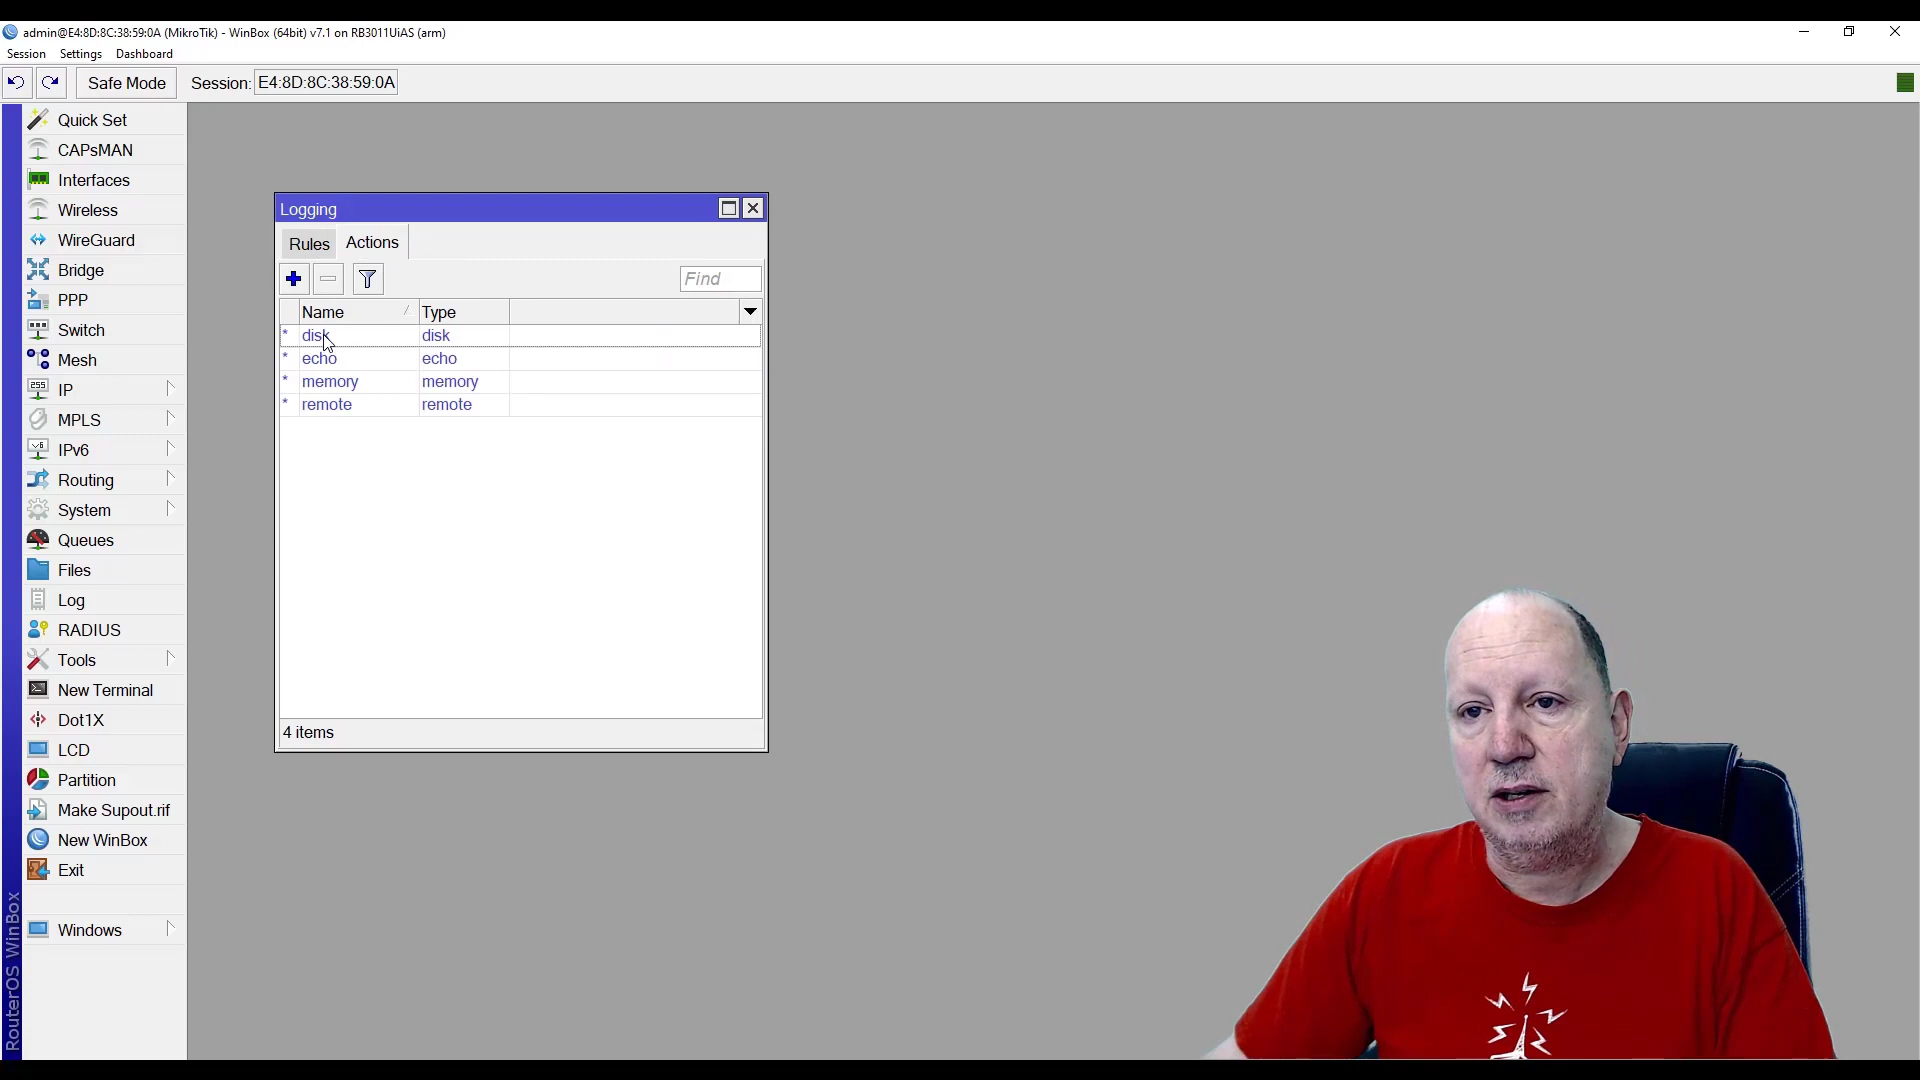 admin@E4:8D:8C:38:59:0A (MikroTik) - WinBox (64bit) v7.1 on RB3011UiAS (arm)
Session Settings Dashboard
Safe Mode Session: E4:8D:8C:38:59:0A
Quick Set
CAPsMAN
Interfaces
Wireless
WireGuard
Bridge
PPP
Switch
Mesh
IP
MPLS
IPv6
Routing
System
Queues
Files
Log
RADIUS
Tools
New Terminal
Dot1X
LCD
Partition
Make Supout.rif
New WinBox
Exit
Windows
RouterOS WinBox
Logging
Rules Actions
Find
Name Type
* disk disk
* echo echo
* memory memory
* remote remote
4 items